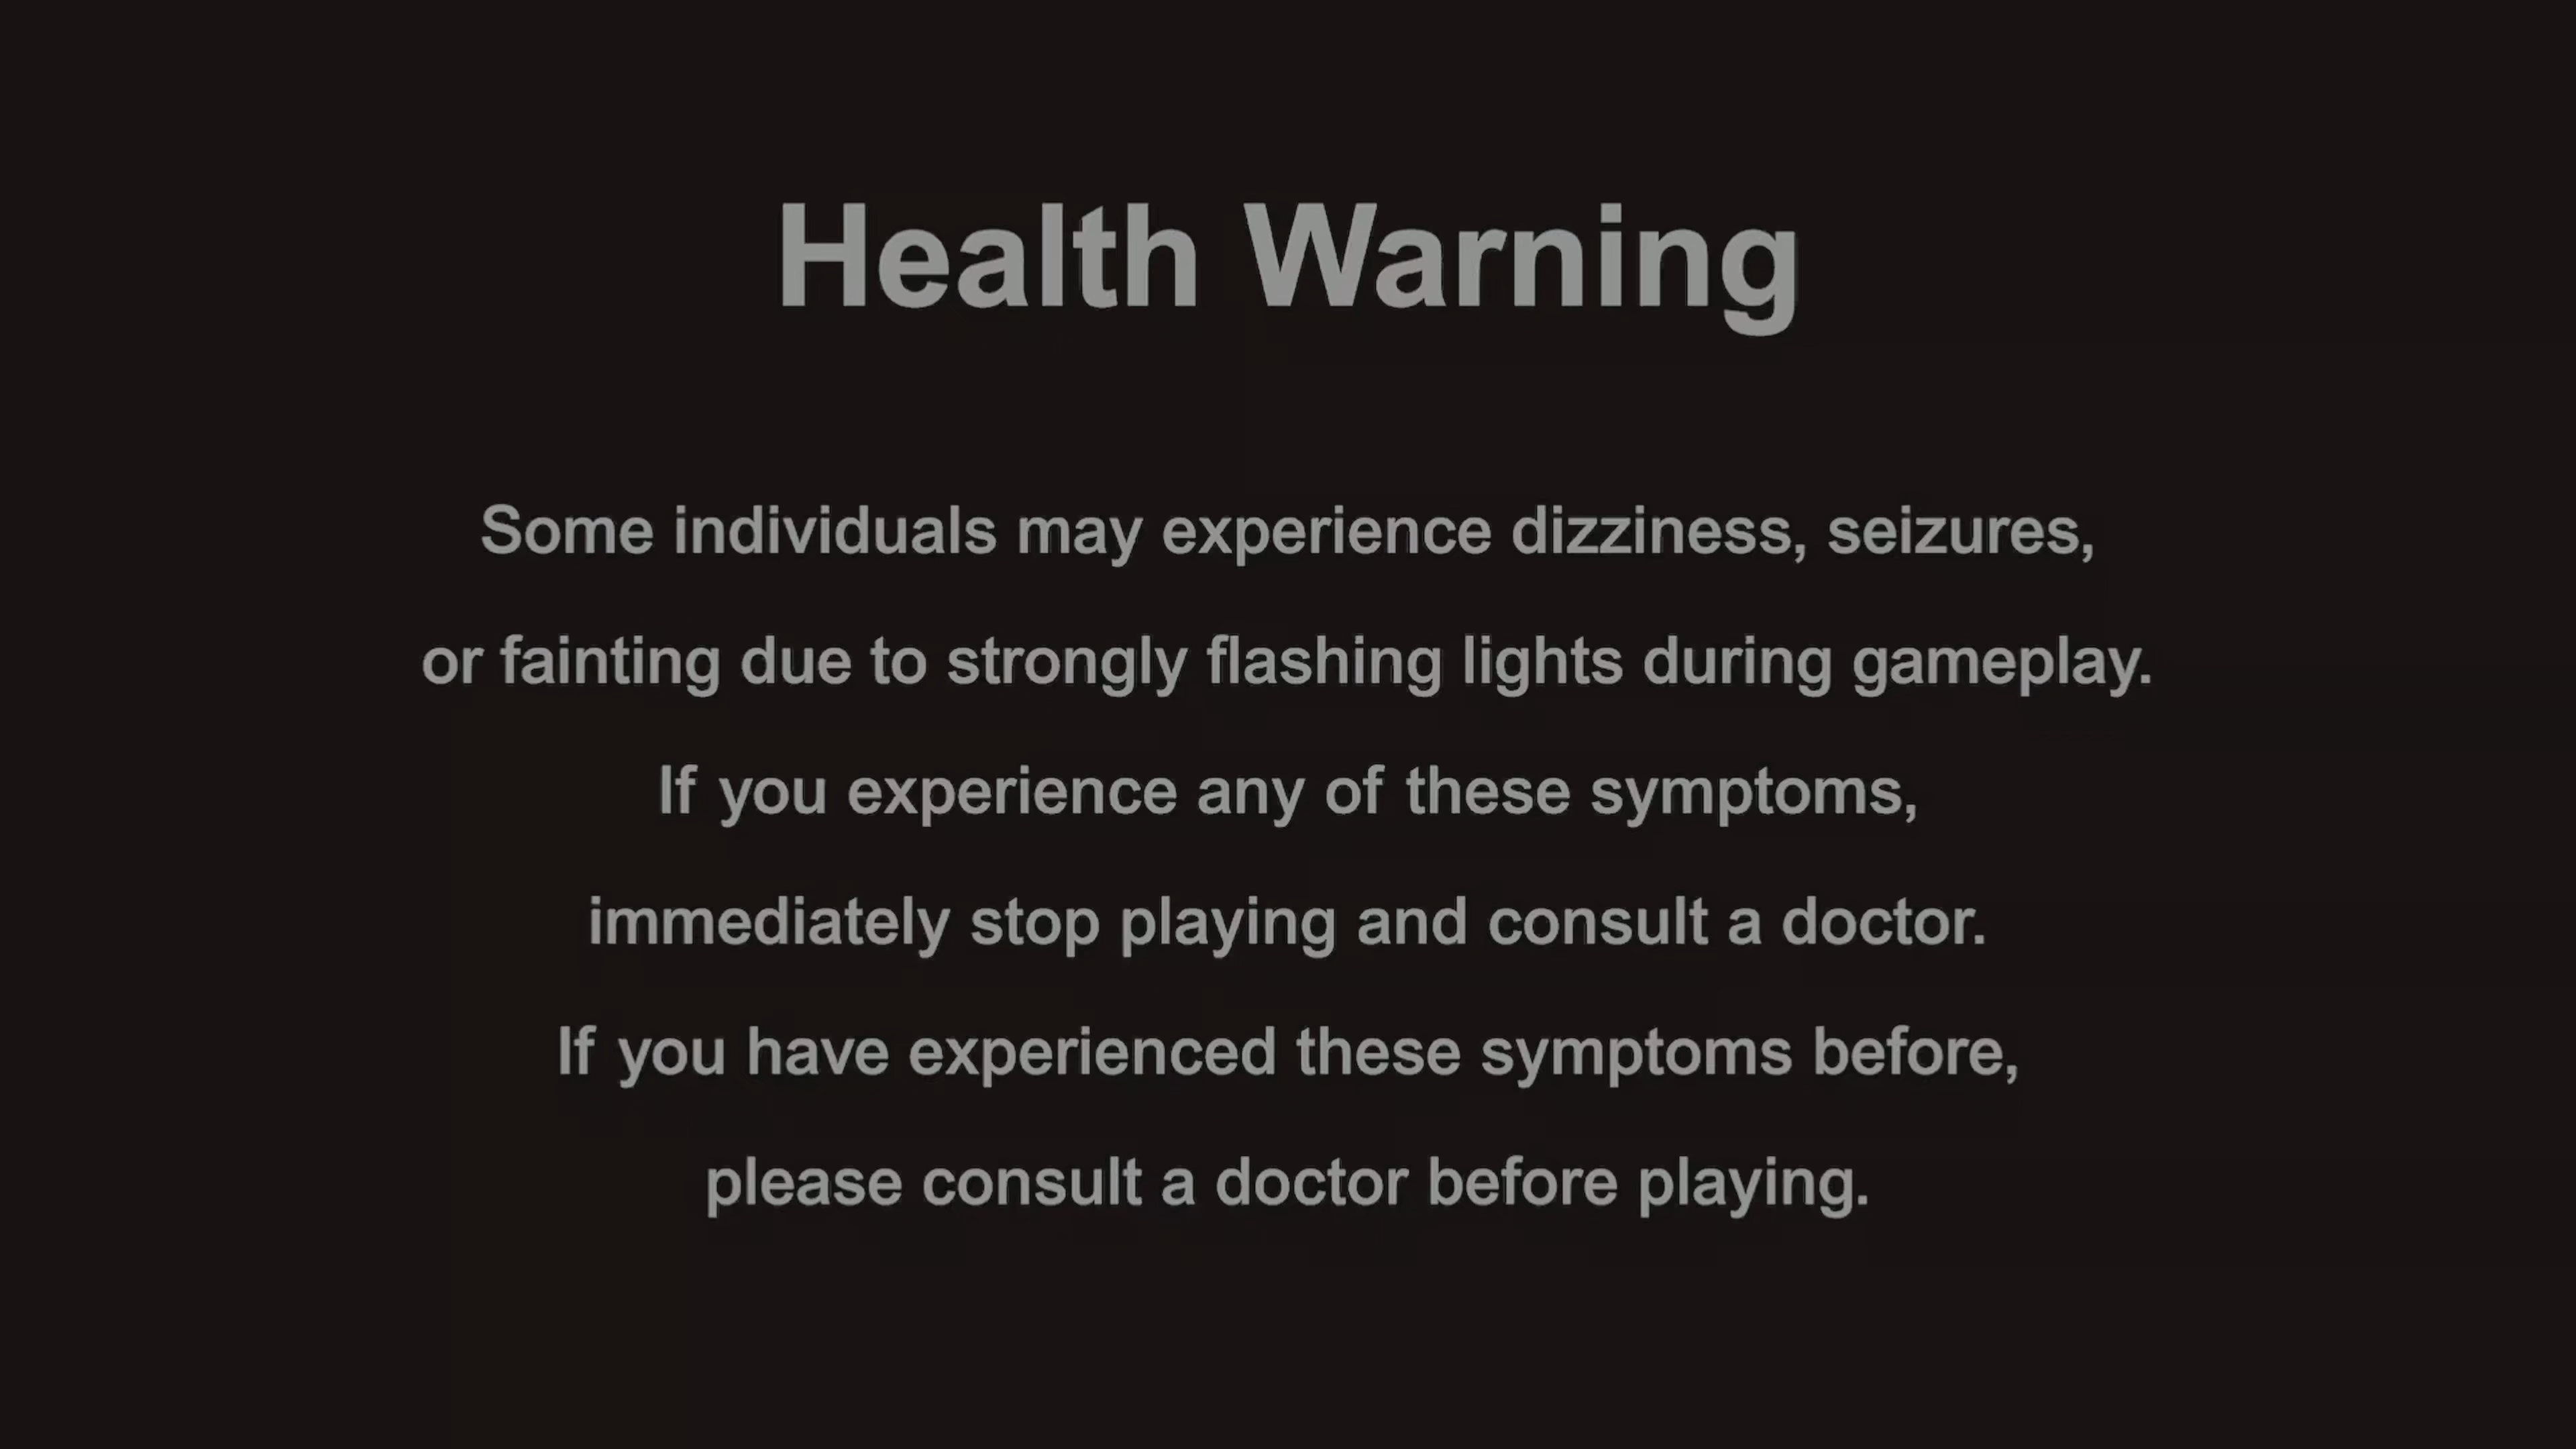 Health Warning
Some individuals may experience dizziness, seizures,
or fainting due to strongly flashing lights during gameplay.
If you experience any of these symptoms,
immediately stop playing and consult a doctor.
If you have experienced these symptoms before,
please consult a doctor before playing.